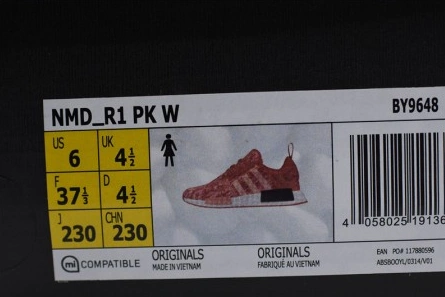 NMD_R1 PK W BY9648
US 6 UK 4½
F 37⅓ D 4½
J 230 CHN 230
mi COMPATIBLE
ORIGINALS ORIGINALS
MADE IN VIETNAM FABRIQUÉ AU VIETNAM
4 058025 19136
EAN PO# 117880596
ABSBOOYL/0314/V01